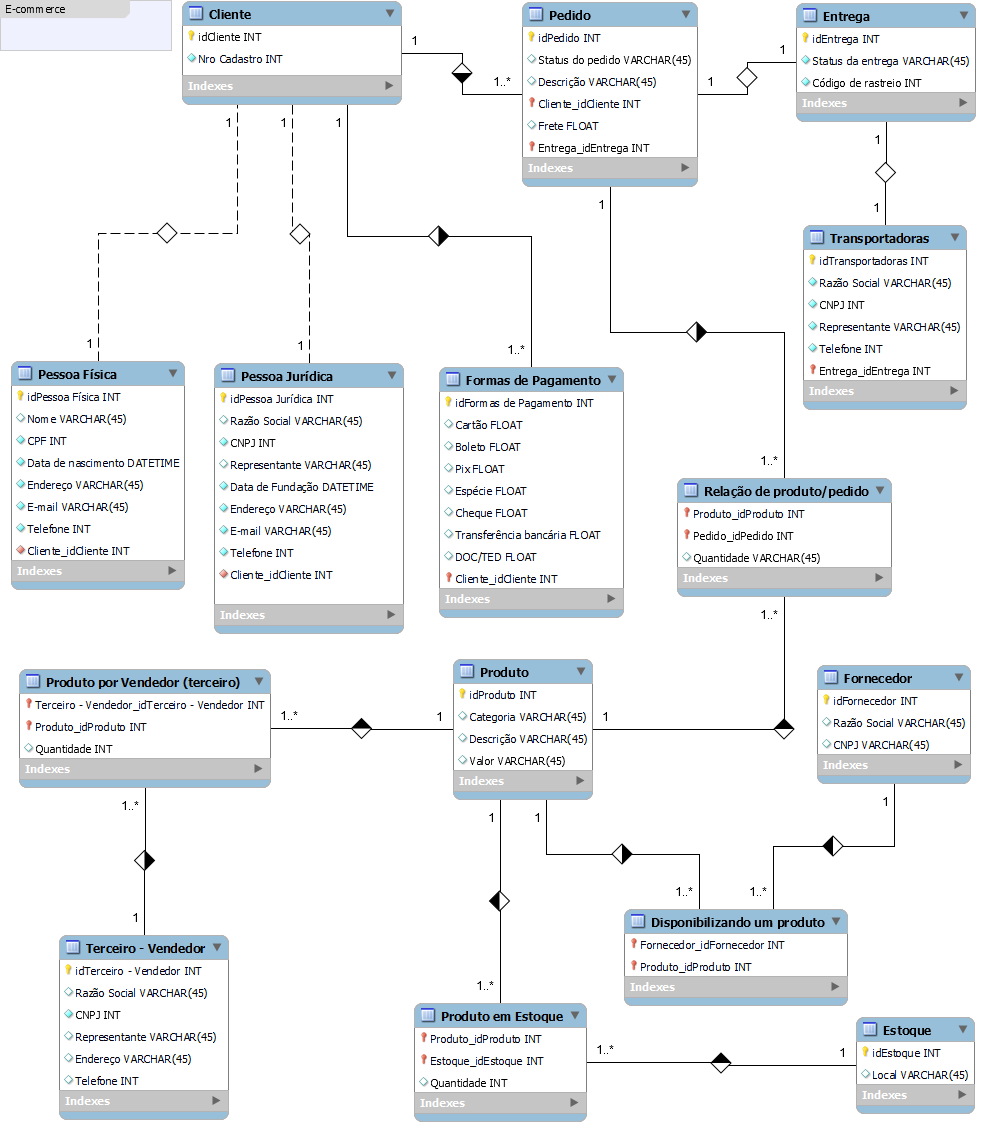 E-commerce
Cliente
idCliente INT
Nro Cadastro INT
Indexes
1
1..*
Pedido
idPedido INT
Status do pedido VARCHAR(45)
Descrição VARCHAR(45)
Cliente_idCliente INT
Frete FLOAT
Entrega_idEntrega INT
Indexes
1
1
Entrega
idEntrega INT
Status da entrega VARCHAR(45)
Código de rastreio INT
Indexes
1
1
Transportadoras
idTransportadoras INT
Razão Social VARCHAR(45)
CNPJ INT
Representante VARCHAR(45)
Telefone INT
Entrega_idEntrega INT
Indexes
1
1
1
1
1
1
1..*
Pessoa Física
idPessoa Física INT
Nome VARCHAR(45)
CPF INT
Data de nascimento DATETIME
Endereço VARCHAR(45)
E-mail VARCHAR(45)
Telefone INT
Cliente_idCliente INT
Indexes
Pessoa Jurídica
idPessoa Jurídica INT
Razão Social VARCHAR(45)
CNPJ INT
Representante VARCHAR(45)
Data de Fundação DATETIME
Endereço VARCHAR(45)
E-mail VARCHAR(45)
Telefone INT
Cliente_idCliente INT
Indexes
Formas de Pagamento
idFormas de Pagamento INT
Cartão FLOAT
Boleto FLOAT
Pix FLOAT
Espécie FLOAT
Cheque FLOAT
Transferência bancária FLOAT
DOC/TED FLOAT
Cliente_idCliente INT
Indexes
1..*
Relação de produto/pedido
Produto_idProduto INT
Pedido_idPedido INT
Quantidade VARCHAR(45)
Indexes
1..*
Produto por Vendedor (terceiro)
Terceiro - Vendedor_idTerceiro - Vendedor INT
Produto_idProduto INT
Quantidade INT
Indexes
1..*
1
Produto
idProduto INT
Categoria VARCHAR(45)
Descrição VARCHAR(45)
Valor VARCHAR(45)
Indexes
1
Fornecedor
idFornecedor INT
Razão Social VARCHAR(45)
CNPJ VARCHAR(45)
Indexes
1..*
1
1
1
1
1..*
1..*
Terceiro - Vendedor
idTerceiro - Vendedor INT
Razão Social VARCHAR(45)
CNPJ INT
Representante VARCHAR(45)
Endereço VARCHAR(45)
Telefone INT
Indexes
Disponibilizando um produto
Fornecedor_idFornecedor INT
Produto_idProduto INT
Indexes
1..*
Produto em Estoque
Produto_idProduto INT
Estoque_idEstoque INT
Quantidade INT
Indexes
1..*
1
Estoque
idEstoque INT
Local VARCHAR(45)
Indexes